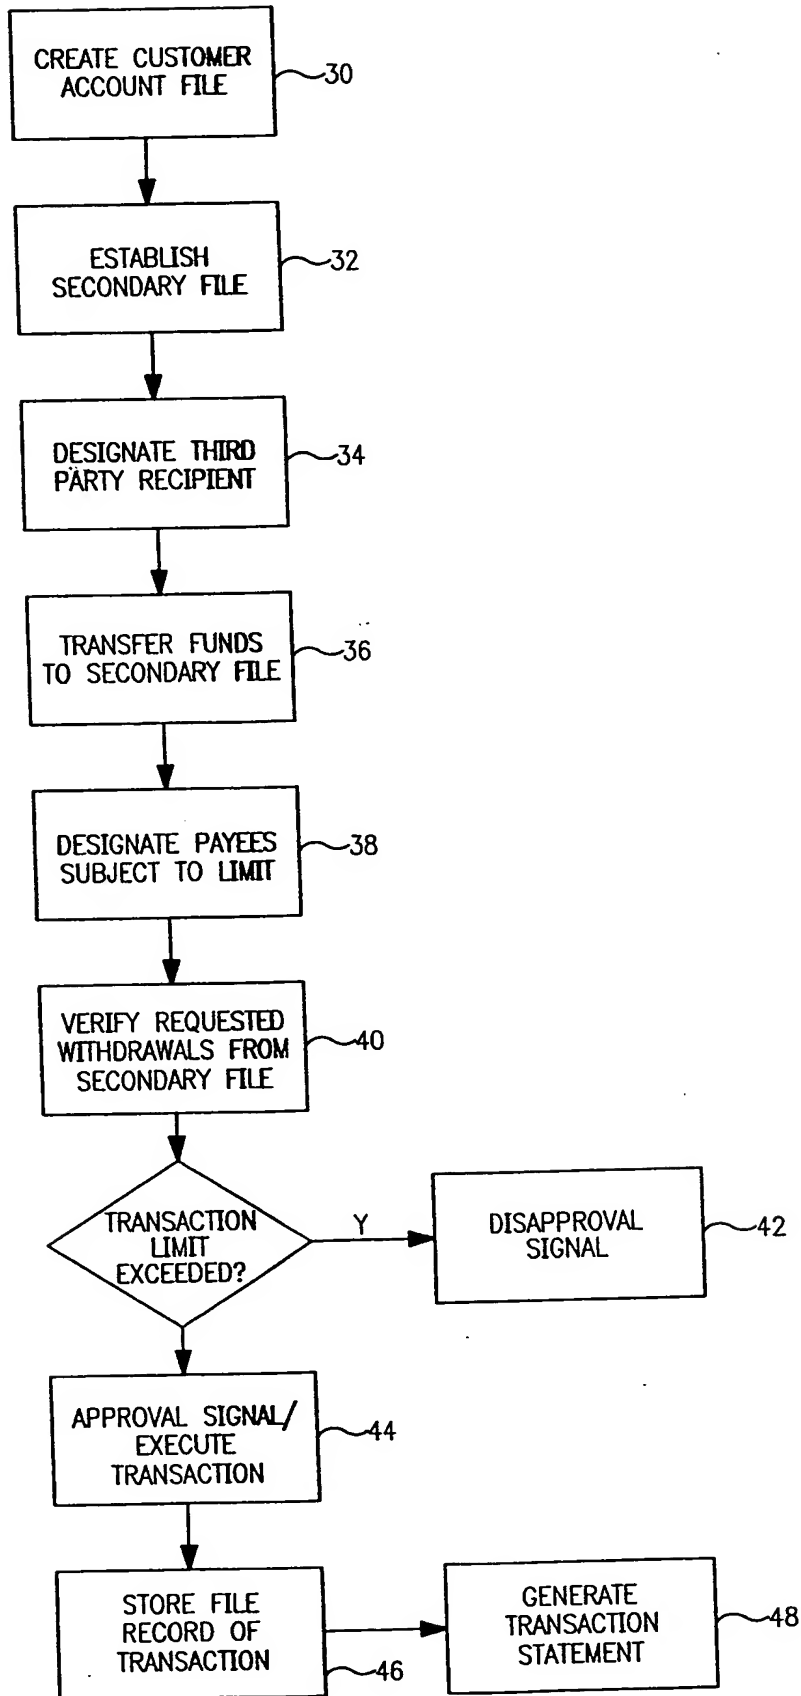 CREATE CUSTOMER
ACCOUNT FILE
30
ESTABLISH
SECONDARY FILE
32
DESIGNATE THIRD
PARTY RECIPIENT
34
TRANSFER FUNDS
TO SECONDARY FILE
36
DESIGNATE PAYEES
SUBJECT TO LIMIT
38
VERIFY REQUESTED
WITHDRAWALS FROM
SECONDARY FILE
40
TRANSACTION
LIMIT
EXCEEDED?
Y
DISAPPROVAL
SIGNAL
42
APPROVAL SIGNAL/
EXECUTE
TRANSACTION
44
STORE FILE
RECORD OF
TRANSACTION
46
GENERATE
TRANSACTION
STATEMENT
48